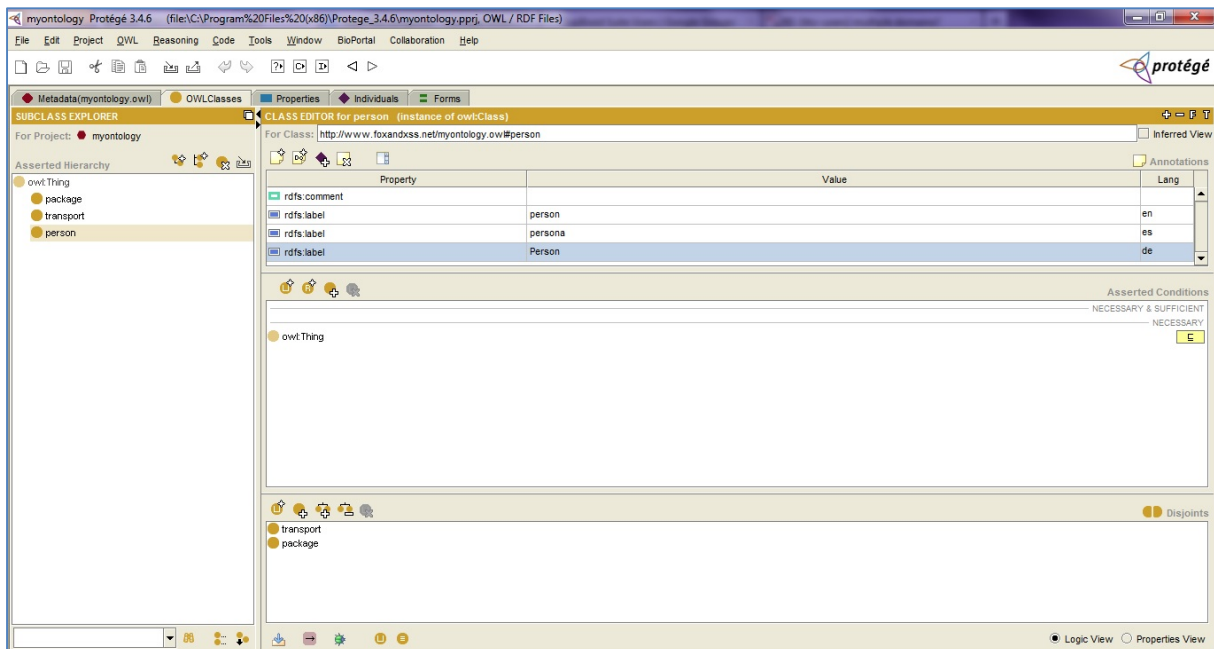 myontology Protégé 3.4.6 (file:\C:\Program%20Files%20(x86)\Protege_3.4.6\myontology.pprj, OWL / RDF Files)
File Edit Project OWL Reasoning Code Tools Window BioPortal Collaboration Help
protégé
Metadata(myontology.owl) OWLClasses Properties Individuals Forms
SUBCLASS EXPLORER
For Project: myontology
Asserted Hierarchy
owl:Thing
package
transport
person
CLASS EDITOR for person (instance of owl:Class)
For Class: http://www.foxandxss.net/myontology.owl#person
Inferred View
Annotations
Property Value Lang
rdfs:comment
rdfs:label person en
rdfs:label persona es
rdfs:label Person de
Asserted Conditions
NECESSARY & SUFFICIENT
NECESSARY
owl:Thing
Disjoints
transport
package
Logic View Properties View